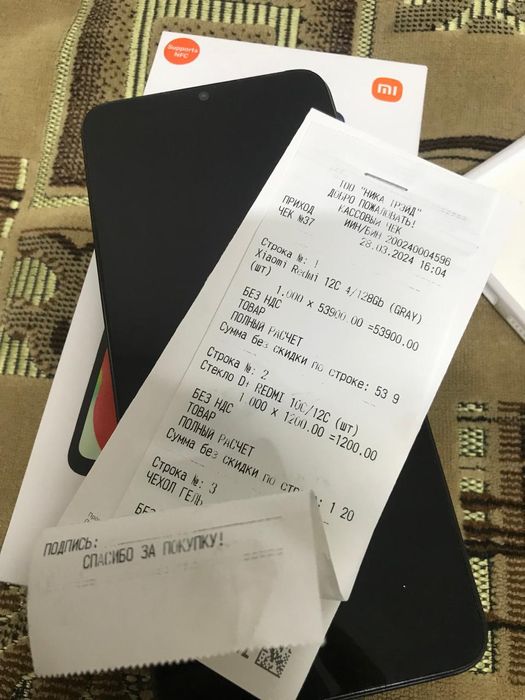 Supports
NFC
mi
ТОО "НИКА ТРЭЙД"
ДОБРО ПОЖАЛОВАТЬ!
КАССОВЫЙ ЧЕК
ПРИХОД
ИИН/БИН 200240004596
ЧЕК №37
28.03.2024 16:04
Строка №: 1
Xiaomi Redmi 12C 4/128Gb (GRAY)
(шт)
1.000 x 53900.00 =53900.00
БЕЗ НДС
ТОВАР
ПОЛНЫЙ РАСЧЕТ
Сумма без скидки по строке: 53 9
Строка №: 2
Стекло D+ REDMI 10C/12C (шт)
1.000 x 1200.00 =1200.00
БЕЗ НДС
ТОВАР
ПОЛНЫЙ РАСЧЕТ
Сумма без скидки по стро : 1 20
Строка №: 3
ЧЕХОЛ ГЕЛЬ
БЕЗ
ПОДПИСЬ:
СПАСИБО ЗА ПОКУПКУ!